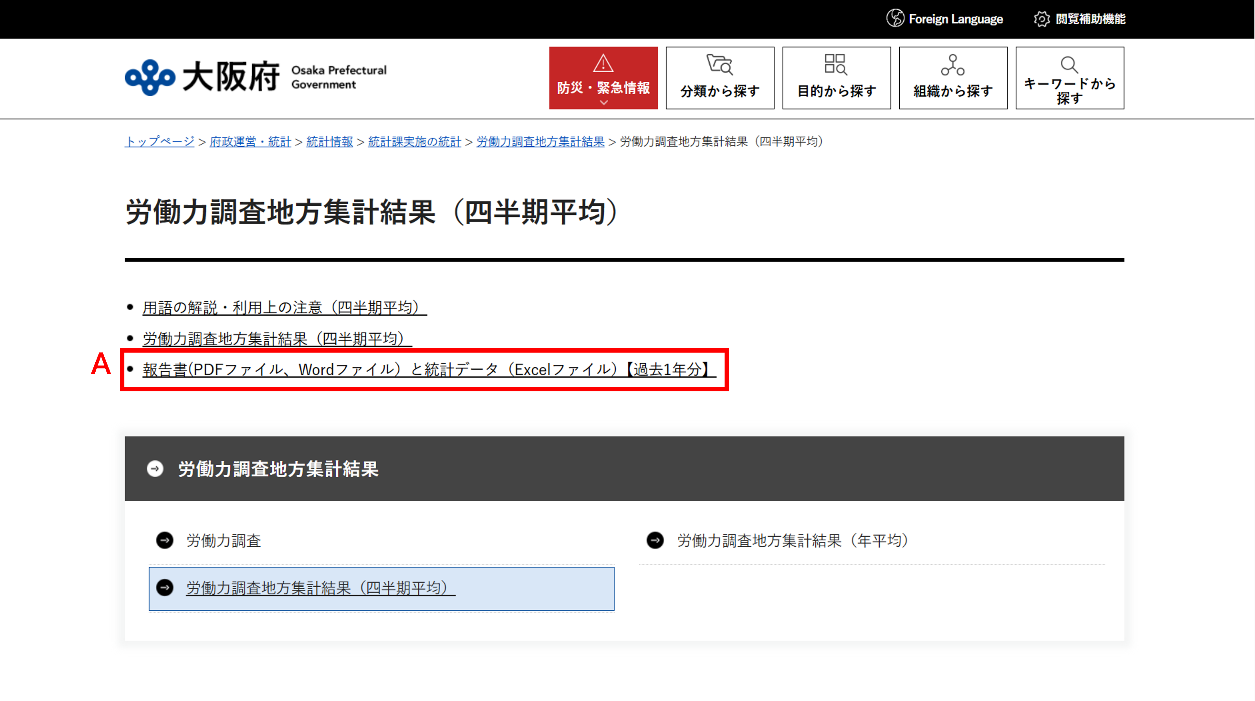 Foreign Language
閲覧補助機能
大阪府
Osaka Prefectural
Government
防災・緊急情報
分類から探す
目的から探す
組織から探す
キーワードから
探す
トップページ > 府政運営・統計 > 統計情報 > 統計課実施の統計 > 労働力調査地方集計結果 > 労働力調査地方集計結果（四半期平均）
労働力調査地方集計結果（四半期平均）
用語の解説・利用上の注意（四半期平均）
労働力調査地方集計結果（四半期平均）
A
報告書(PDFファイル、Wordファイル）と統計データ（Excelファイル）【過去1年分】
労働力調査地方集計結果
労働力調査
労働力調査地方集計結果（年平均）
労働力調査地方集計結果（四半期平均）